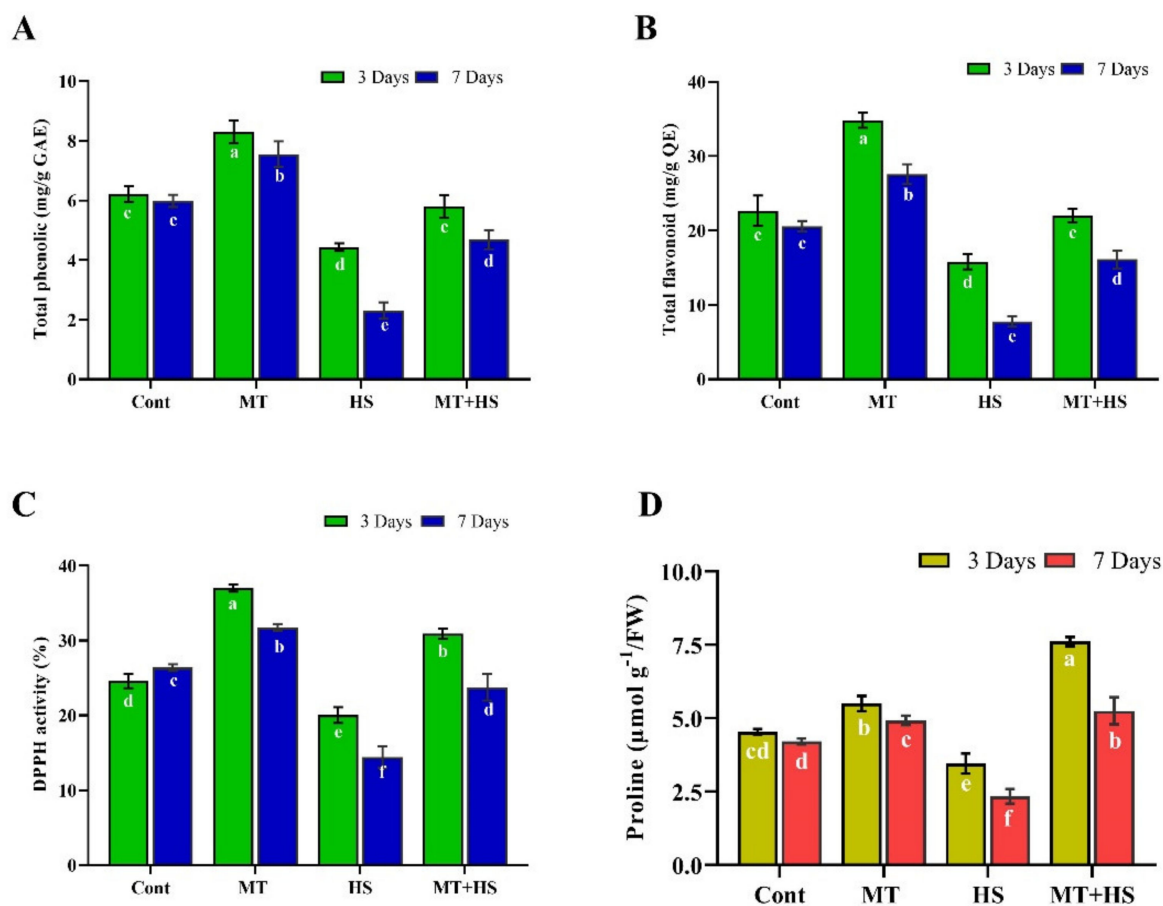 A
3 Days 7 Days
Total phenolic (mg/g GAE)
10
8
6
4
2
0
c c a b d e c d
Cont MT HS MT+HS
B
3 Days 7 Days
Total flavonoid (mg/g QE)
40
30
20
10
0
c c a b d e c d
Cont MT HS MT+HS
C
3 Days 7 Days
DPPH activity (%)
40
30
20
10
0
d c a b e f b d
Cont MT HS MT+HS
D
3 Days 7 Days
Proline (µmol g⁻¹/FW)
10.0
7.5
5.0
2.5
0.0
cd d b c e f a b
Cont MT HS MT+HS